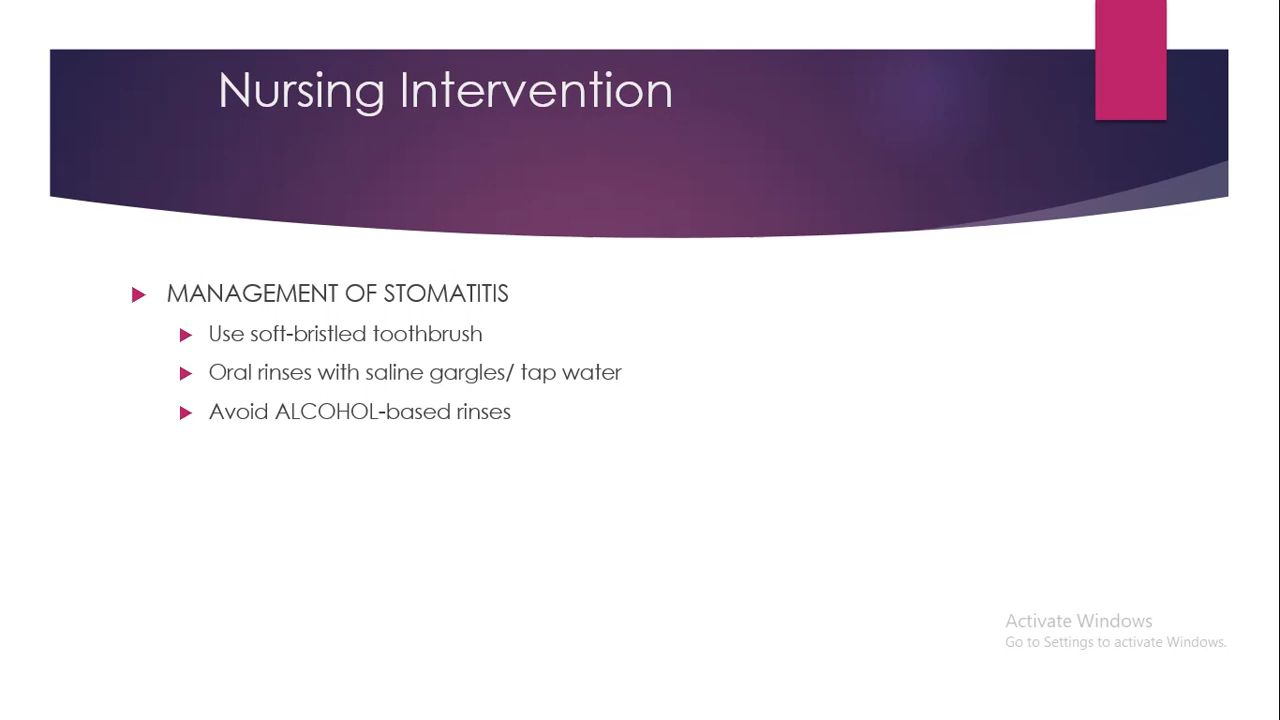 Nursing Intervention
MANAGEMENT OF STOMATITIS
Use soft-bristled toothbrush
Oral rinses with saline gargles/ tap water
Avoid ALCOHOL-based rinses
Activate Windows
Go to Settings to activate Windows.